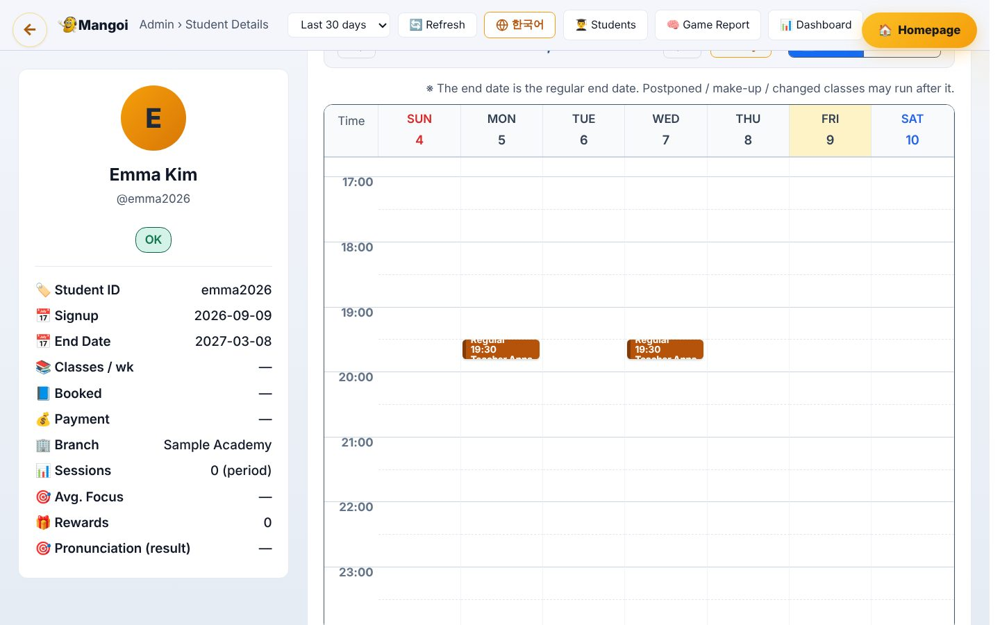 Mangoi
Admin › Student Details
Last 30 days
Refresh
한국어
Students
Game Report
Dashboard
Homepage
E
Emma Kim
@emma2026
OK
Student ID emma2026
Signup 2026-09-09
End Date 2027-03-08
Classes / wk —
Booked —
Payment —
Branch Sample Academy
Sessions 0 (period)
Avg. Focus —
Rewards 0
Pronunciation (result) —
※ The end date is the regular end date. Postponed / make-up / changed classes may run after it.
Time SUN MON TUE WED THU FRI SAT
4 5 6 7 8 9 10
17:00
18:00
19:00
Regular Regular
19:30 19:30
Teacher Anna Teacher Anna
20:00
21:00
22:00
23:00